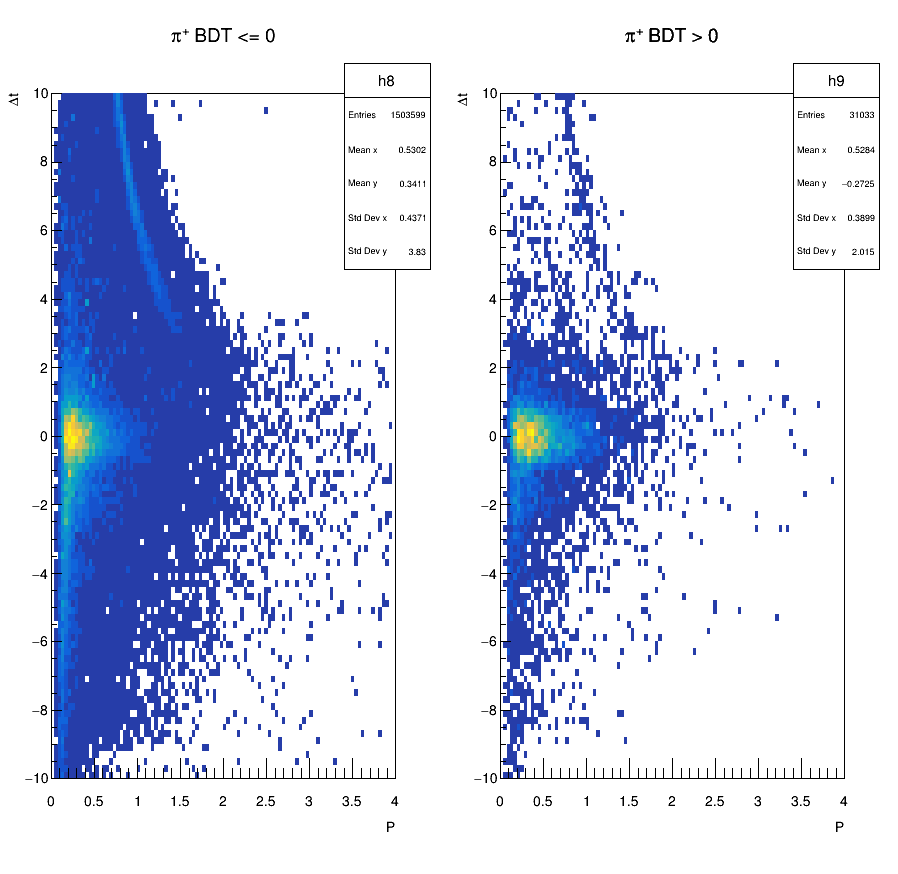 π⁺ BDT <= 0
h8
Entries 1503599
Mean x 0.5302
Mean y 0.3411
Std Dev x 0.4371
Std Dev y 3.83
Δt
10
8
6
4
2
0
−2
−4
−6
−8
−10
0 0.5 1 1.5 2 2.5 3 3.5 4
P
π⁺ BDT > 0
h9
Entries 31033
Mean x 0.5284
Mean y −0.2725
Std Dev x 0.3899
Std Dev y 2.015
Δt
10
8
6
4
2
0
−2
−4
−6
−8
−10
0 0.5 1 1.5 2 2.5 3 3.5 4
P